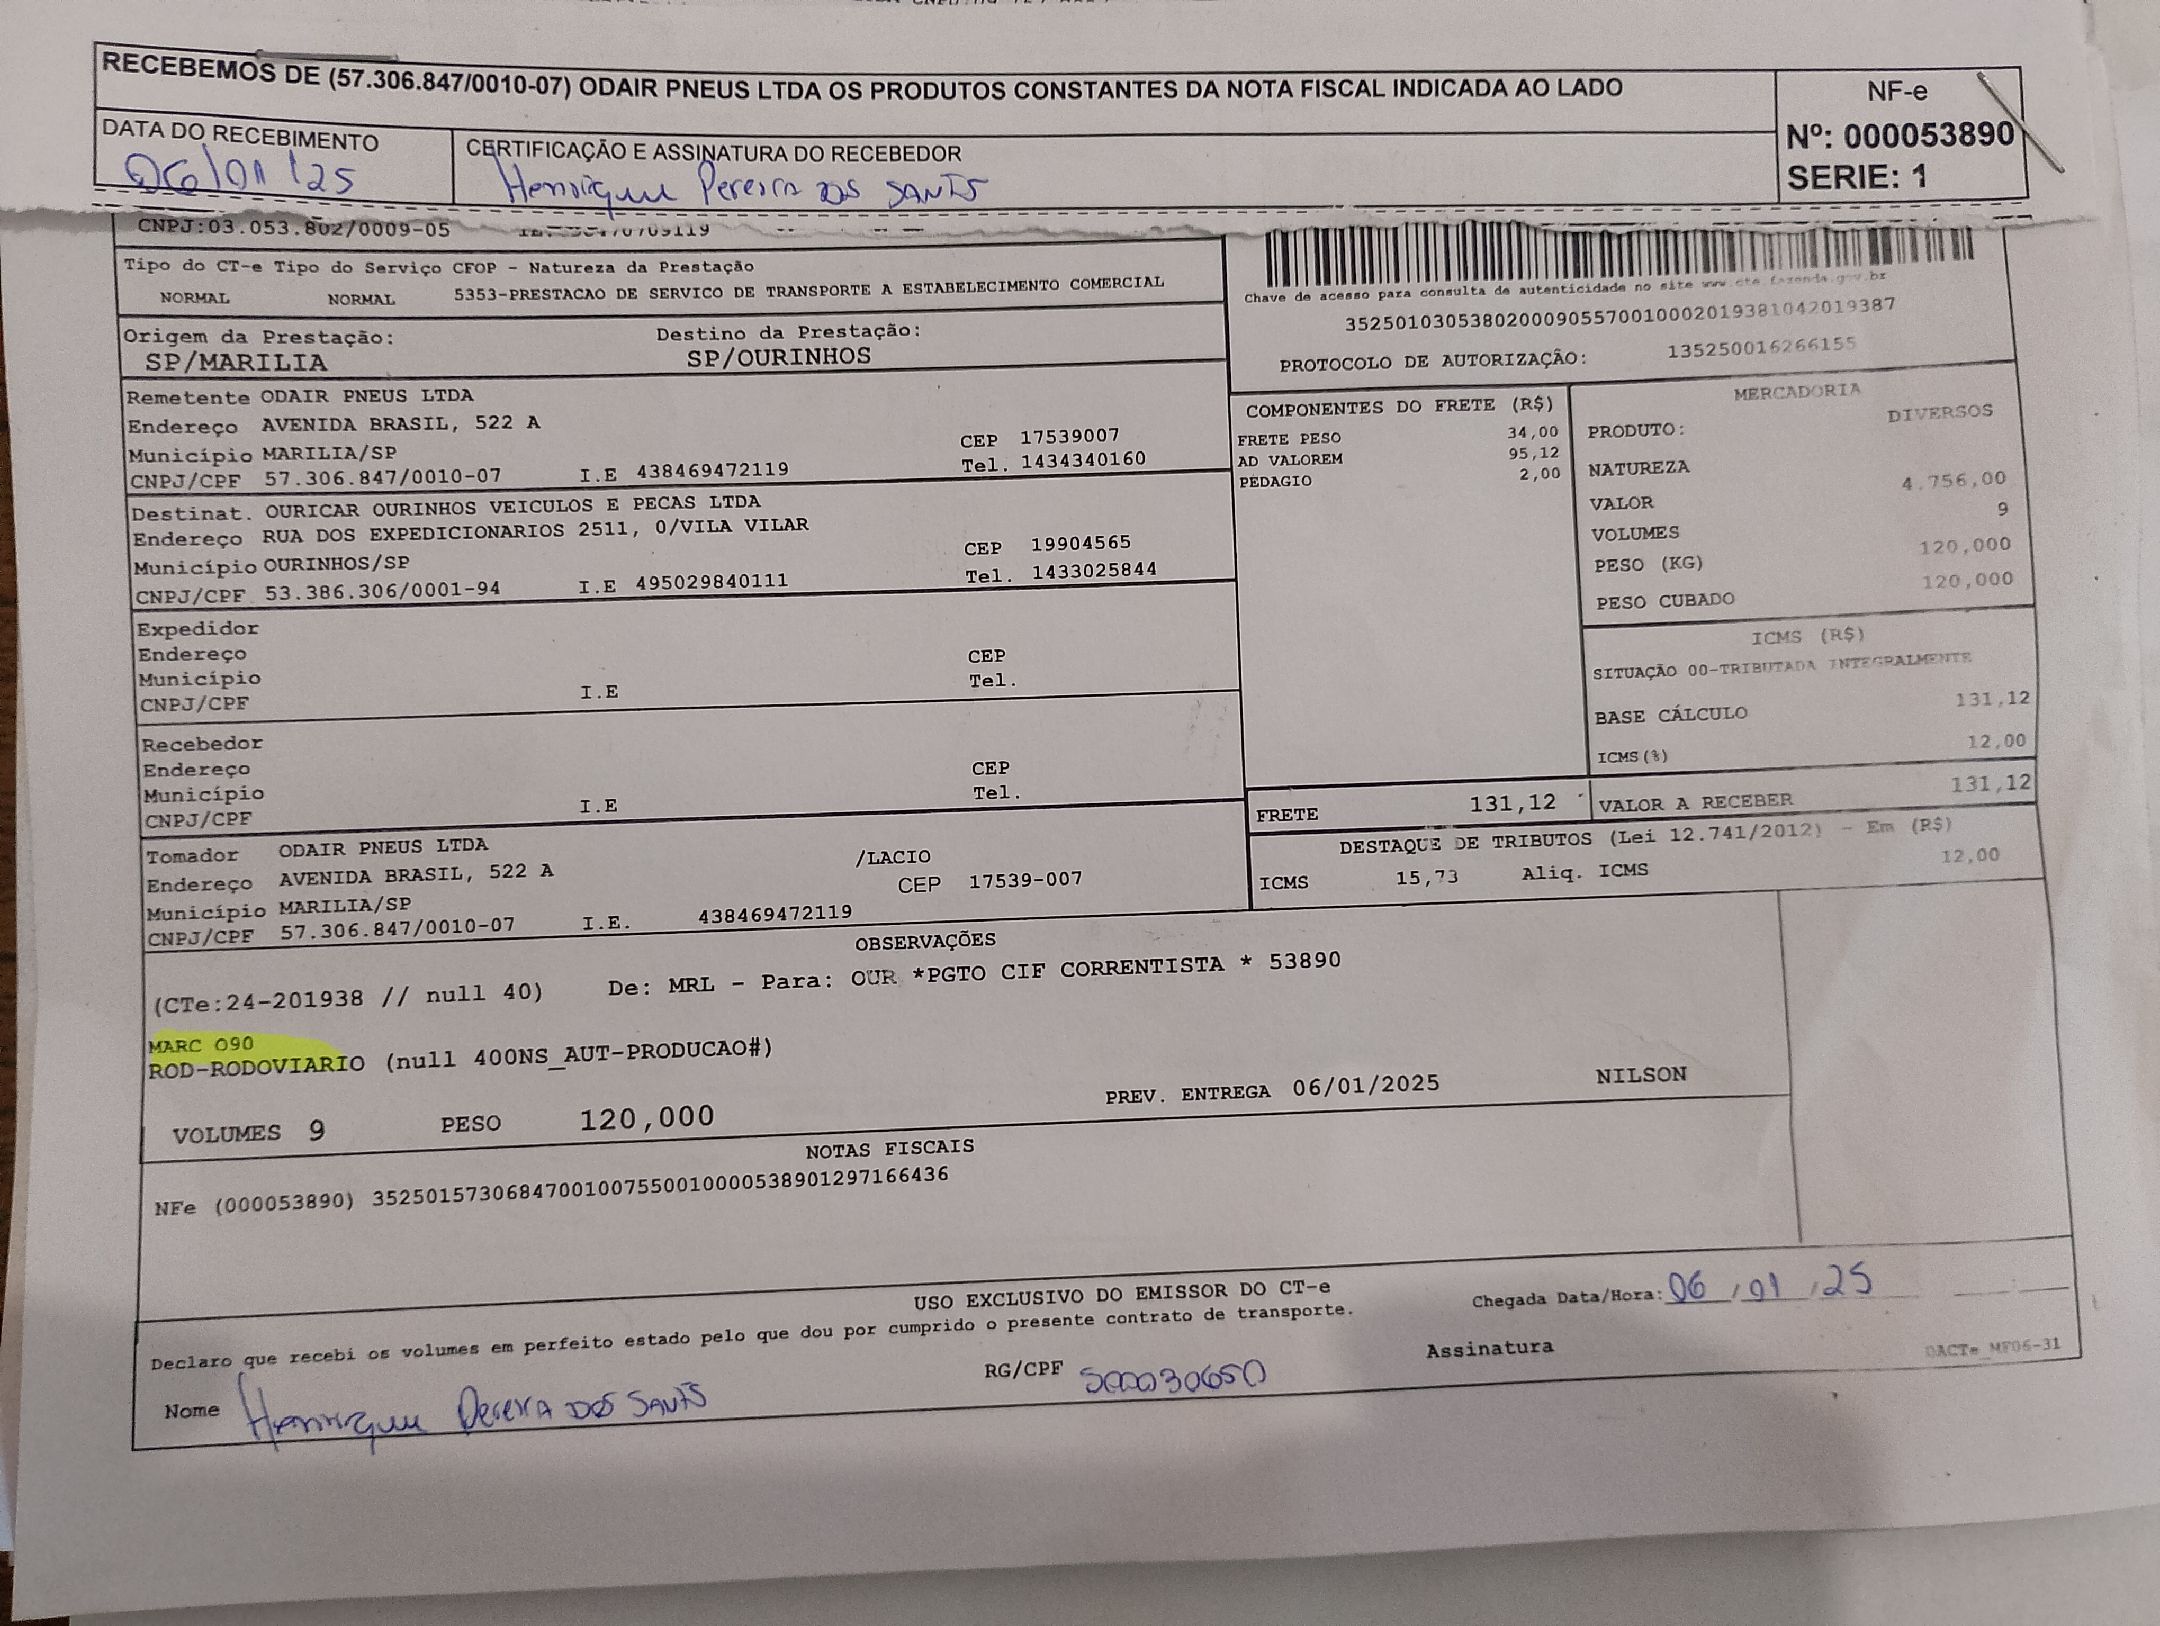 RECEBEMOS DE (57.306.847/0010-07) ODAIR PNEUS LTDA OS PRODUTOS CONSTANTES DA NOTA FISCAL INDICADA AO LADO
NF-e
Nº: 000053890
SERIE: 1
DATA DO RECEBIMENTO
06/01/25
CERTIFICAÇÃO E ASSINATURA DO RECEBEDOR
Henrique Pereira dos Santos
CNPJ:03.053.802/0009-05
Tipo do CT-e Tipo do Serviço CFOP - Natureza da Prestação
NORMAL NORMAL 5353-PRESTACAO DE SERVICO DE TRANSPORTE A ESTABELECIMENTO COMERCIAL
Chave de acesso para consulta de autenticidade no site www.cte.fazenda.gov.br
35250103053802000905570010002019381042019387
PROTOCOLO DE AUTORIZAÇÃO: 135250016266155
Origem da Prestação: Destino da Prestação:
SP/MARILIA SP/OURINHOS
Remetente ODAIR PNEUS LTDA
Endereço AVENIDA BRASIL, 522 A
Município MARILIA/SP CEP 17539007
CNPJ/CPF 57.306.847/0010-07 I.E 438469472119 Tel. 1434340160
Destinat. OURICAR OURINHOS VEICULOS E PECAS LTDA
Endereço RUA DOS EXPEDICIONARIOS 2511, 0/VILA VILAR
Município OURINHOS/SP CEP 19904565
CNPJ/CPF 53.386.306/0001-94 I.E 495029840111 Tel. 1433025844
Expedidor
Endereço
Município CEP
CNPJ/CPF I.E Tel.
Recebedor
Endereço
Município CEP
CNPJ/CPF I.E Tel.
Tomador ODAIR PNEUS LTDA
Endereço AVENIDA BRASIL, 522 A /LACIO
Município MARILIA/SP CEP 17539-007
CNPJ/CPF 57.306.847/0010-07 I.E. 438469472119
COMPONENTES DO FRETE (R$)
FRETE PESO 34,00
AD VALOREM 95,12
PEDAGIO 2,00
MERCADORIA
PRODUTO: DIVERSOS
NATUREZA
VALOR 4.756,00
VOLUMES 9
PESO (KG) 120,000
PESO CUBADO 120,000
ICMS (R$)
SITUAÇÃO 00-TRIBUTADA INTEGRALMENTE
BASE CÁLCULO 131,12
ICMS(%) 12,00
FRETE 131,12 VALOR A RECEBER 131,12
DESTAQUE DE TRIBUTOS (Lei 12.741/2012) - Em (R$)
ICMS 15,73 Aliq. ICMS 12,00
OBSERVAÇÕES
(CTe:24-201938 // null 40) De: MRL - Para: OUR *PGTO CIF CORRENTISTA * 53890
MARC O90
ROD-RODOVIARIO (null 400NS_AUT-PRODUCAO#)
VOLUMES 9 PESO 120,000 PREV. ENTREGA 06/01/2025 NILSON
NOTAS FISCAIS
NFe (000053890) 35250157306847001007550010000538901297166436
USO EXCLUSIVO DO EMISSOR DO CT-e
Declaro que recebi os volumes em perfeito estado pelo que dou por cumprido o presente contrato de transporte.
Chegada Data/Hora: 06/01/25
Nome Henrique Pereira dos Santos RG/CPF 500030650 Assinatura
DACTe_MF06-31